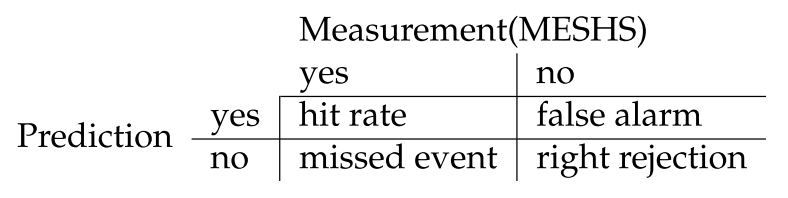 Measurement(MESHS)
yes no
yes hit rate false alarm
Prediction
no missed event right rejection